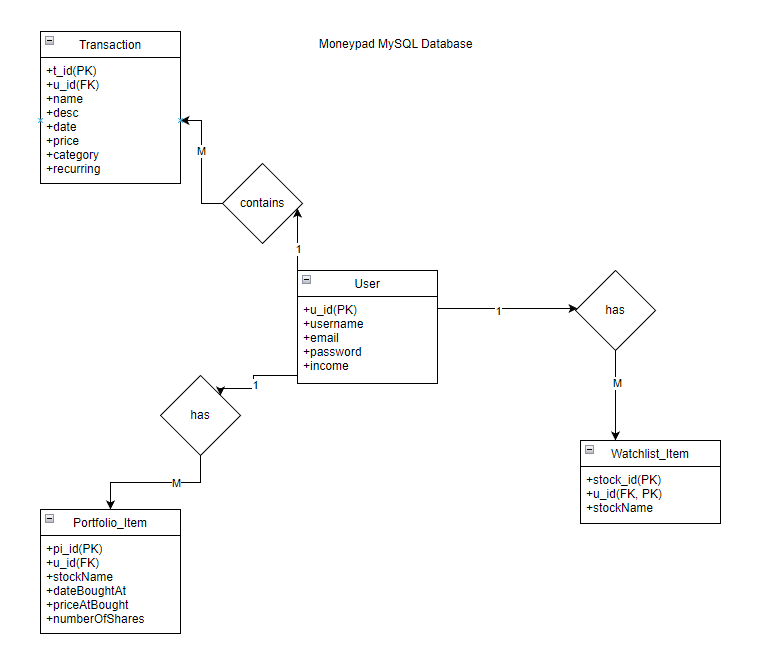 Moneypad MySQL Database
Transaction
+t_id(PK)
+u_id(FK)
+name
+desc
+date
+price
+category
+recurring
M
contains
1
User
+u_id(PK)
+username
+email
+password
+income
1
has
M
Watchlist_Item
+stock_id(PK)
+u_id(FK, PK)
+stockName
1
has
M
Portfolio_Item
+pi_id(PK)
+u_id(FK)
+stockName
+dateBoughtAt
+priceAtBought
+numberOfShares